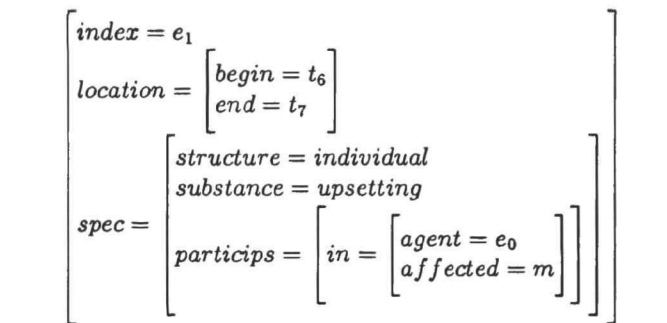 index = e₁
location = [begin = t₆
end = t₇]
spec = [structure = individual
substance = upsetting
particips = [in = [agent = e₀
affected = m]]]